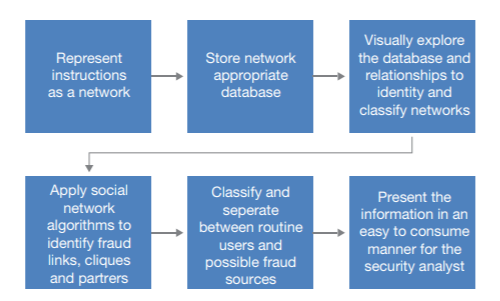 Represent
instructions
as a network
Store network
appropriate
database
Visually explore
the database and
relationships to
identity and
classify networks
Apply social
network
algorithms to
identify fraud
links, cliques
and partrers
Classify and
seperate
between routine
users and
possible fraud
sources
Present the
information in an
easy to consume
manner for the
security analyst